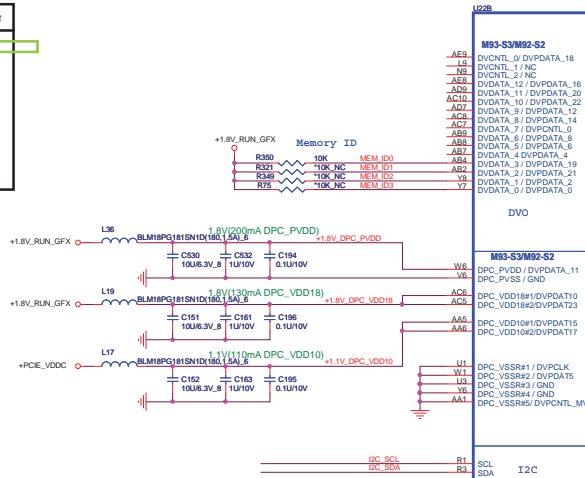 U22B
M93-S3/M92-S2
AE9 DVCNTL_0/ DVPDATA_18
L9 DVCNTL_1 / NC
N9 DVCNTL_2 / NC
AE8 DVDATA_12 / DVPDATA_16
AD9 DVDATA_11 / DVPDATA_20
AC10 DVDATA_10 / DVPDATA_22
AD7 DVDATA_9 / DVPDATA_12
AC8 DVDATA_8 / DVPDATA_14
AC7 DVDATA_7 / DVPCNTL_0
AB9 DVDATA_6 / DVPDATA_8
AB8 DVDATA_5 / DVPDATA_6
AB7 DVDATA_4 DVPDATA_4
+1.8V_RUN_GFX Memory ID
R350 10K MEM_ID0 AB4 DVDATA_3 / DVPDATA_19
R321 *10K_NC MEM_ID1 AB2 DVDATA_2 / DVPDATA_21
R349 *10K_NC MEM_ID2 Y8 DVDATA_1 / DVPDATA_2
R75 *10K_NC MEM_ID3 Y7 DVDATA_0 / DVPDATA_0
DVO
L36 1.8V(200mA DPC_PVDD)
+1.8V_RUN_GFX BLM18PG181SN1D(180,1.5A)_6 +1.8V_DPC_PVDD
C530 C532 C194
10U/6.3V_8 1U/10V 0.1U/10V
M93-S3/M92-S2
W6 DPC_PVDD / DVPDATA_11
V6 DPC_PVSS / GND
L19 1.8V(130mA DPC_VDD18)
+1.8V_RUN_GFX BLM18PG181SN1D(180,1.5A)_6 +1.8V_DPC_VDD18
AC6 DPC_VDD18#1/DVPDAT10
AC5 DPC_VDD18#2/DVPDAT23
C151 C161 C196
10U/6.3V_8 1U/10V 0.1U/10V
AA5 DPC_VDD10#1/DVPDAT15
AA6 DPC_VDD10#2/DVPDAT17
L17 1.1V(110mA DPC_VDD10)
+PCIE_VDDC BLM18PG181SN1D(180,1.5A)_6 +1.1V_DPC_VDD10
C152 C163 C195
10U/6.3V_8 1U/10V 0.1U/10V
U1 DPC_VSSR#1 / DVPCLK
W1 DPC_VSSR#2 / DVPDAT5
U3 DPC_VSSR#3 / GND
Y6 DPC_VSSR#4 / GND
AA1 DPC_VSSR#5/ DVPCNTL_MV
I2C_SCL R1 SCL
I2C_SDA R3 SDA
I2C